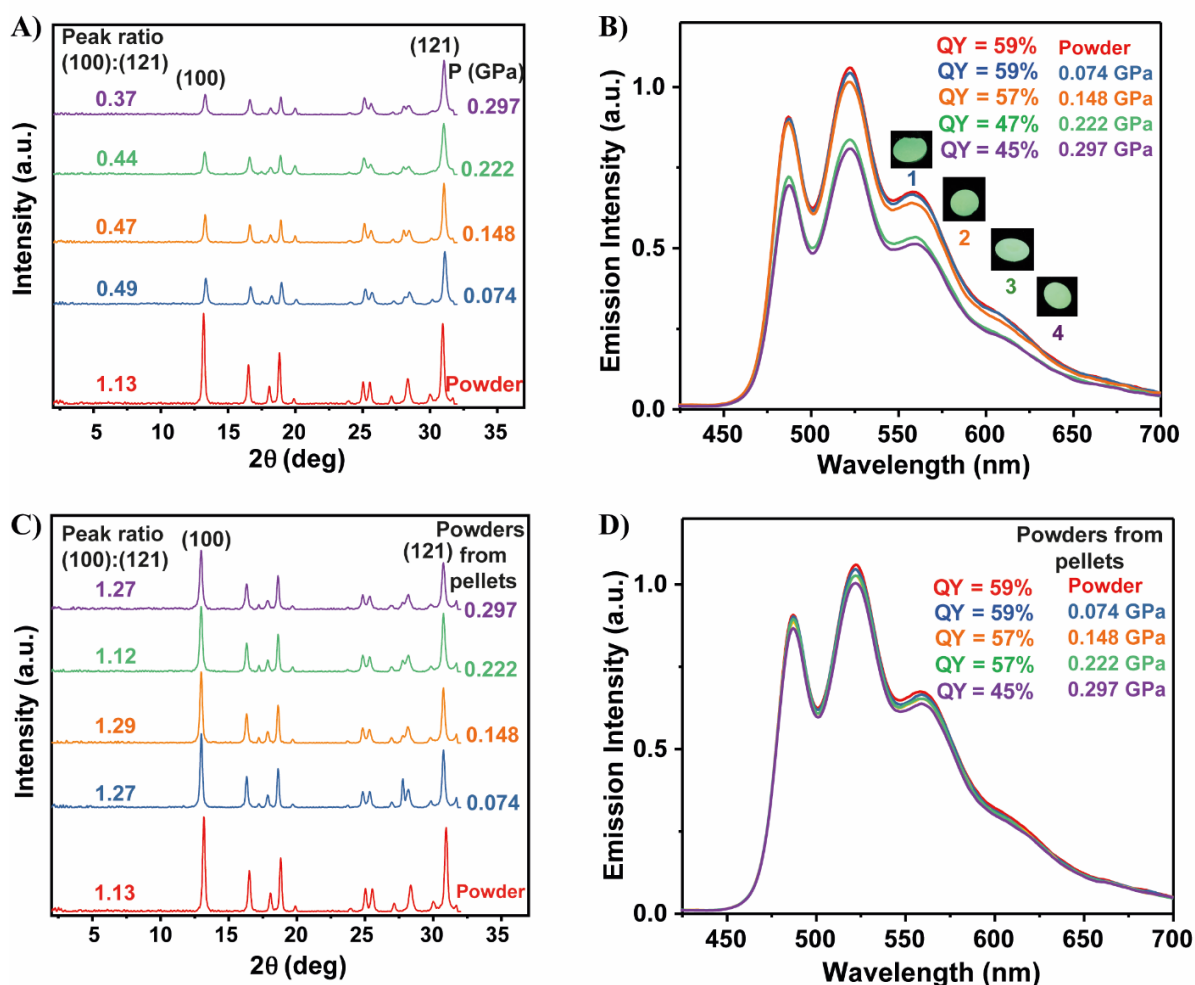 A)
Peak ratio
(100):(121)
(100)
(121)
P (GPa)
0.37
0.297
0.44
0.222
0.47
0.148
0.49
0.074
1.13
Powder
Intensity (a.u.)
5 10 15 20 25 30 35
2θ (deg)
B)
QY = 59% Powder
QY = 59% 0.074 GPa
QY = 57% 0.148 GPa
QY = 47% 0.222 GPa
QY = 45% 0.297 GPa
1
2
3
4
1.0
0.5
0.0
Emission Intensity (a.u.)
450 500 550 600 650 700
Wavelength (nm)
C)
Peak ratio
(100):(121)
(100)
(121)
Powders
from
pellets
1.27
0.297
1.12
0.222
1.29
0.148
1.27
0.074
1.13
Powder
Intensity (a.u.)
5 10 15 20 25 30 35
2θ (deg)
D)
Powders from
pellets
QY = 59% Powder
QY = 59% 0.074 GPa
QY = 57% 0.148 GPa
QY = 57% 0.222 GPa
QY = 45% 0.297 GPa
1.0
0.5
0.0
Emission Intensity (a.u.)
450 500 550 600 650 700
Wavelength (nm)